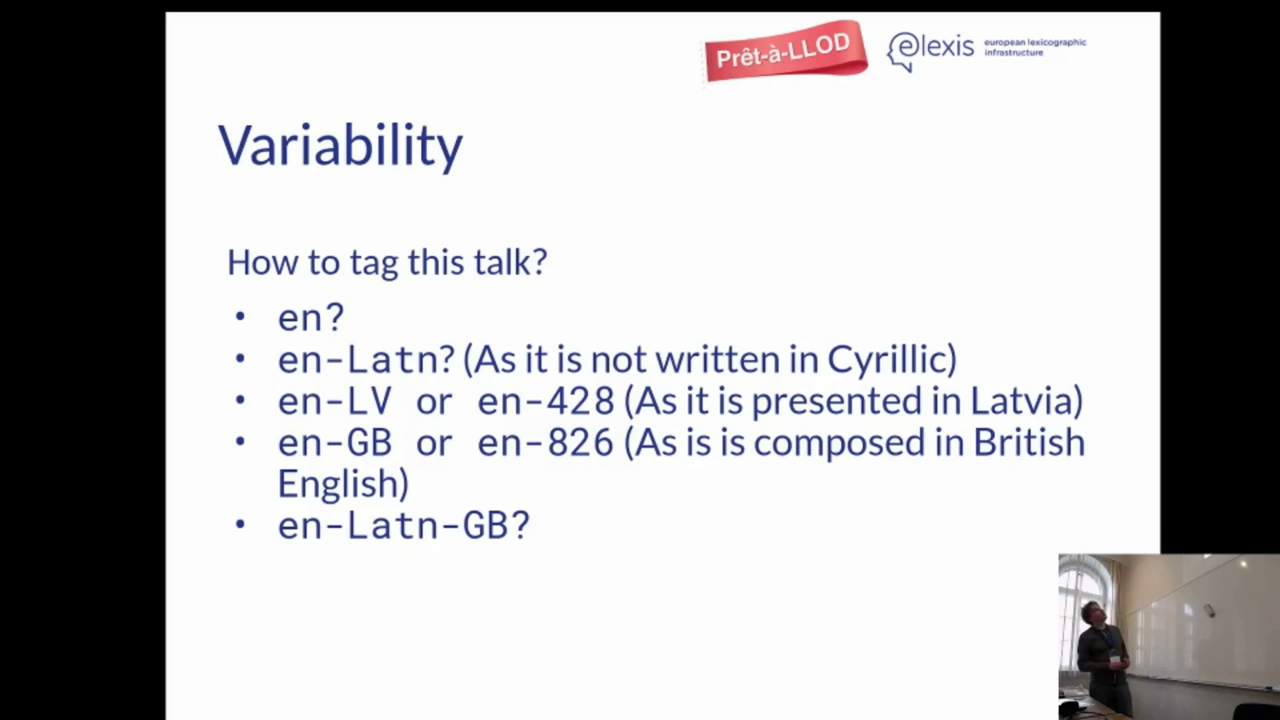 Prêt-à-LLOD
elexis
european lexicographic
infrastructure
Variability
How to tag this talk?
• en?
• en-Latn? (As it is not written in Cyrillic)
• en-LV or en-428 (As it is presented in Latvia)
• en-GB or en-826 (As is is composed in British
English)
• en-Latn-GB?